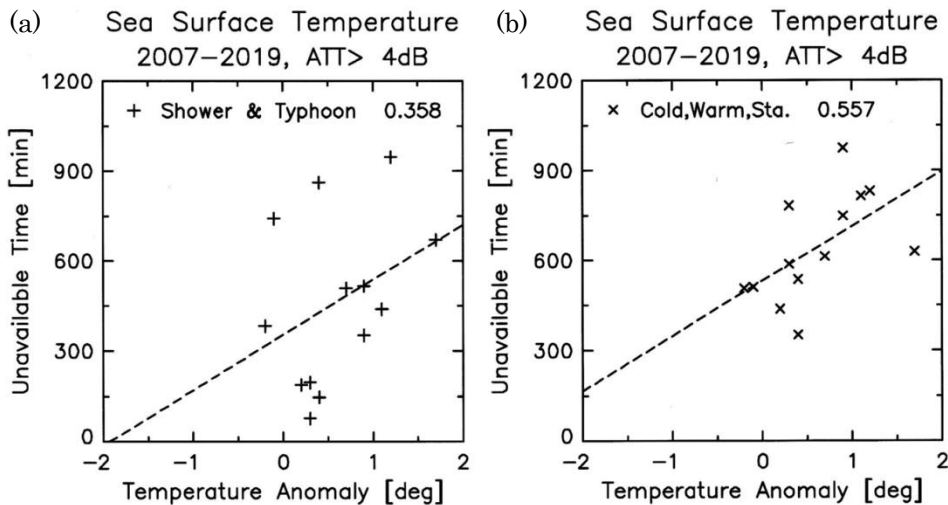 (a)
Sea Surface Temperature
2007−2019, ATT> 4dB
Unavailable Time [min]
1200
900
600
300
0
+ Shower & Typhoon 0.358
−2 −1 0 1 2
Temperature Anomaly [deg]
(b)
Sea Surface Temperature
2007−2019, ATT> 4dB
Unavailable Time [min]
1200
900
600
300
0
× Cold,Warm,Sta. 0.557
−2 −1 0 1 2
Temperature Anomaly [deg]